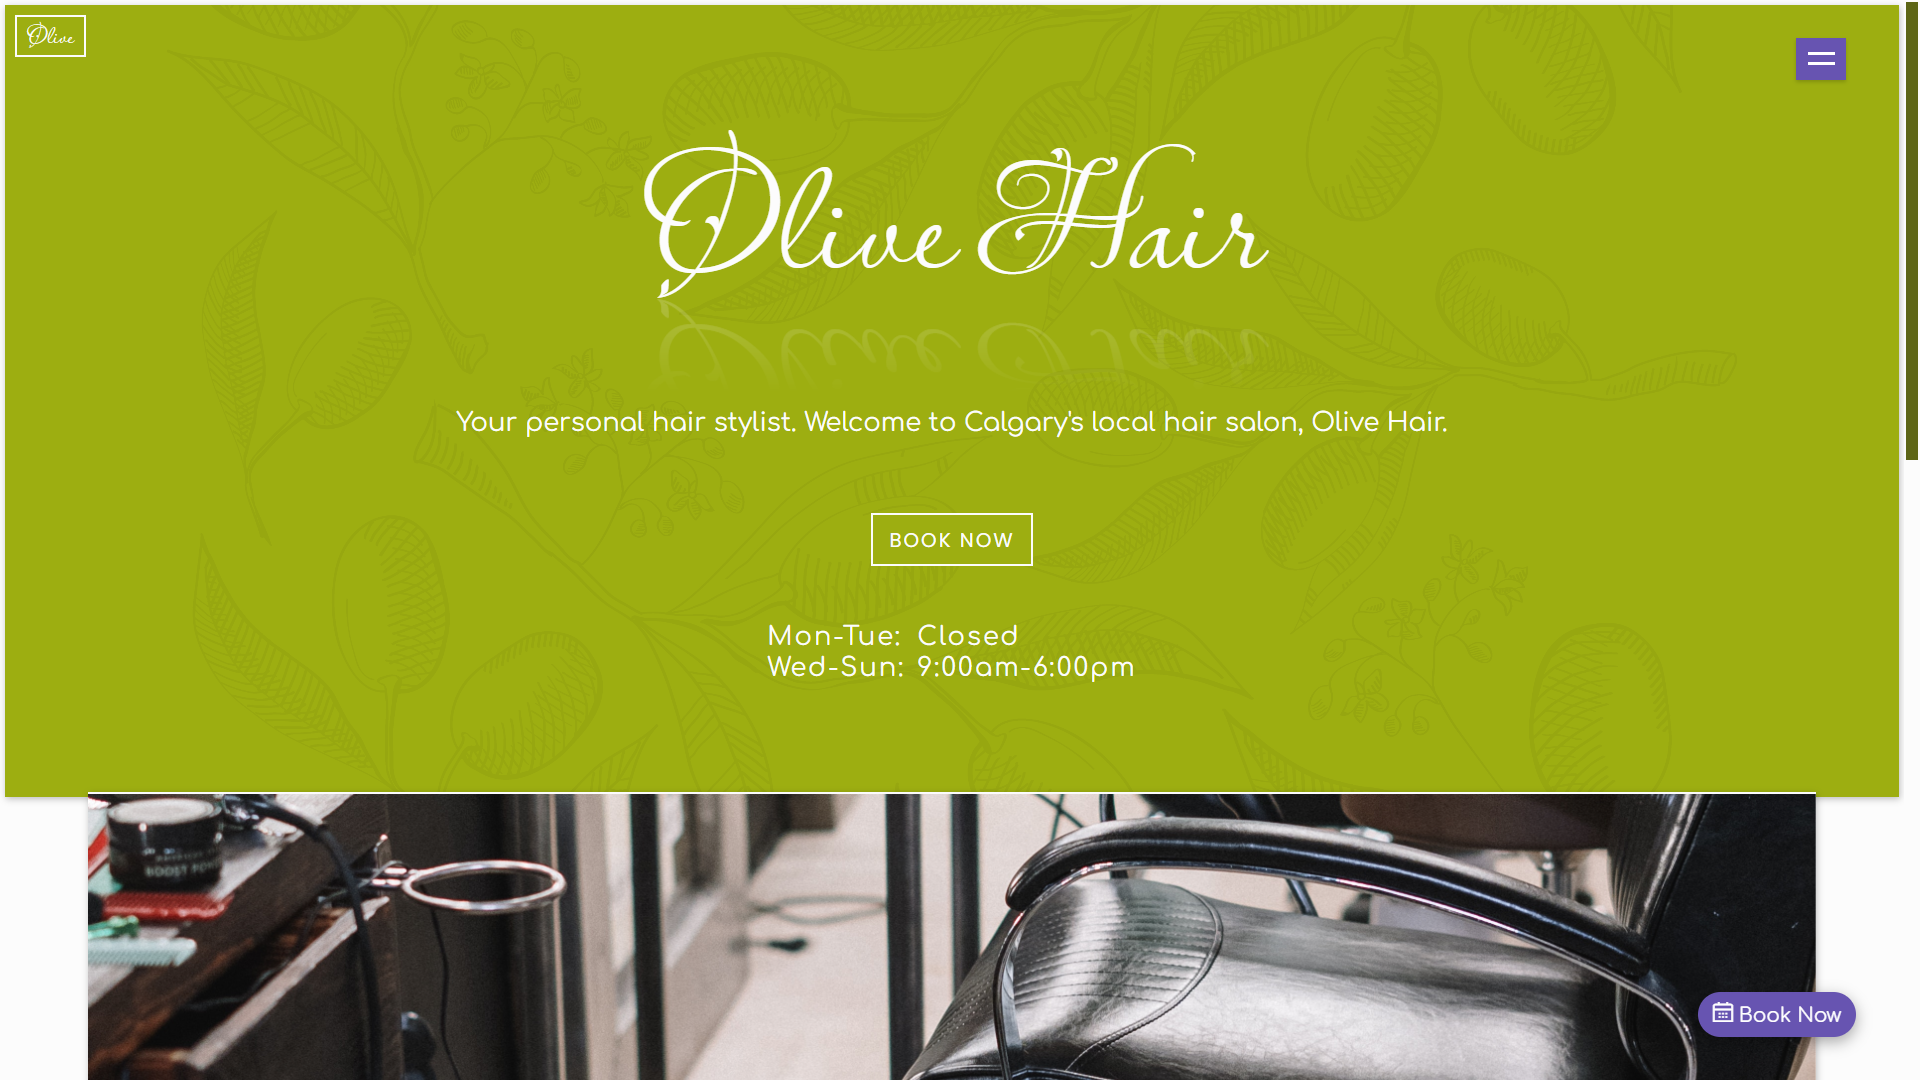 Olive
Olive Hair
Your personal hair stylist. Welcome to Calgary's local hair salon, Olive Hair.
BOOK NOW
Mon-Tue: Closed
Wed-Sun: 9:00am-6:00pm
Book Now